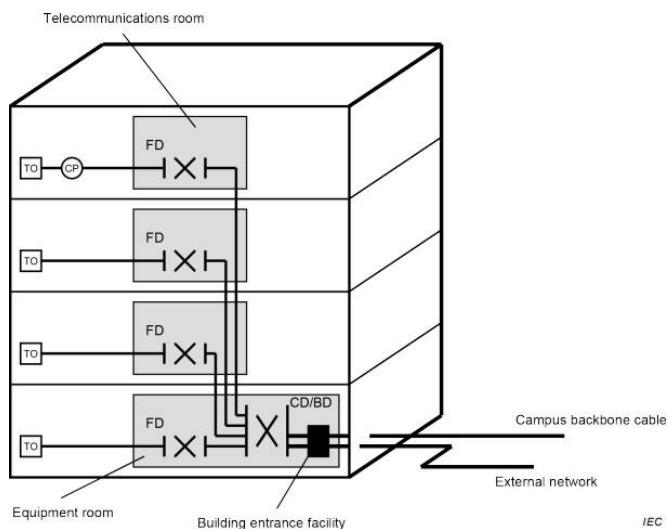 Telecommunications room
FD
TO
CP
FD
TO
FD
TO
CD/BD
FD
TO
Campus backbone cable
External network
Equipment room
Building entrance facility
IEC